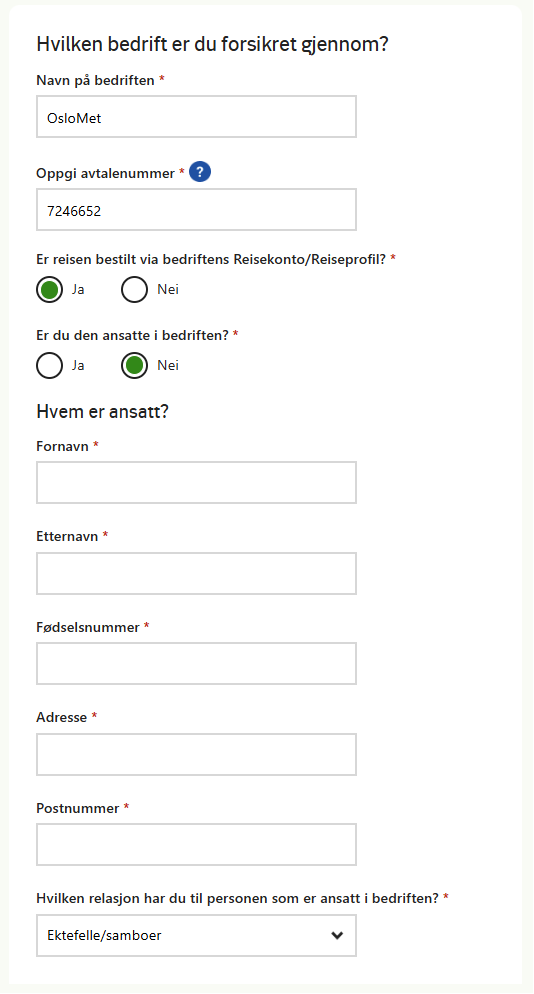 Hvilken bedrift er du forsikret gjennom?
Navn på bedriften *
OsloMet
Oppgi avtalenummer * ?
7246652
Er reisen bestilt via bedriftens Reisekonto/Reiseprofil? *
Ja Nei
Er du den ansatte i bedriften? *
Ja Nei
Hvem er ansatt?
Fornavn *
Etternavn *
Fødselsnummer *
Adresse *
Postnummer *
Hvilken relasjon har du til personen som er ansatt i bedriften? *
Ektefelle/samboer